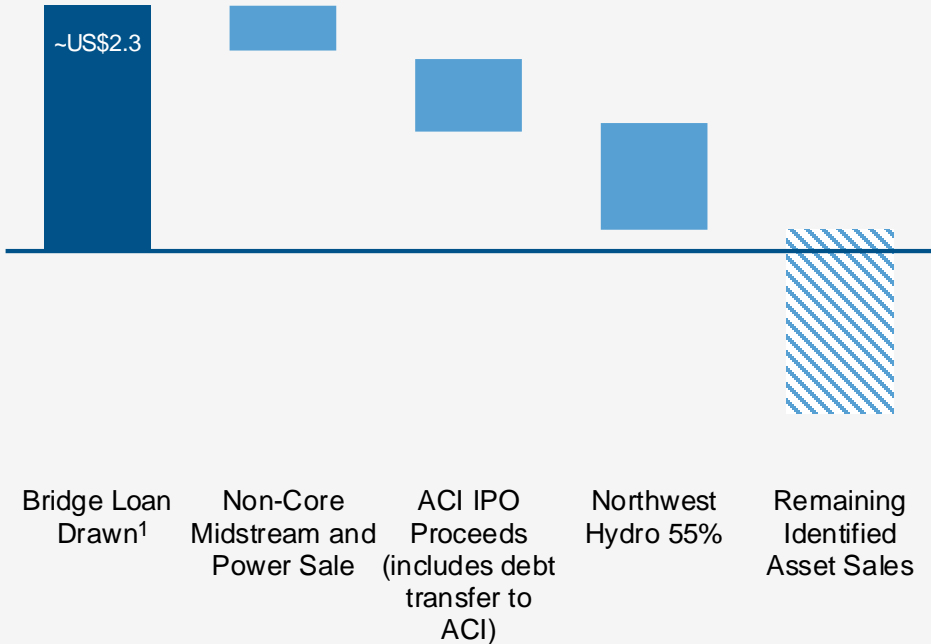 ~US$2.3
Bridge Loan
Drawn¹
Non-Core
Midstream and
Power Sale
ACI IPO
Proceeds
(includes debt
transfer to
ACI)
Northwest
Hydro 55%
Remaining
Identified
Asset Sales